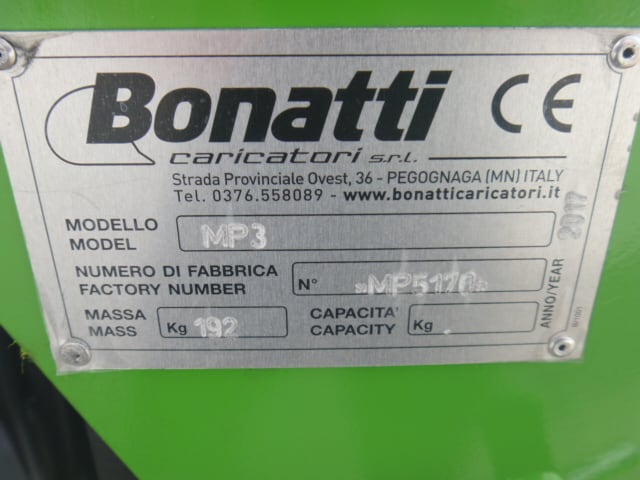 Bonatti CE
caricatori s.r.l.
Strada Provinciale Ovest, 36 - PEGOGNAGA (MN) ITALY
Tel. 0376.558089 - www.bonatticaricatori.it
MODELLO
MODEL
MP3
NUMERO DI FABBRICA
FACTORY NUMBER
N° »MP5170«
MASSA
MASS
Kg 192
CAPACITA'
CAPACITY
Kg .
ANNO/YEAR 2017